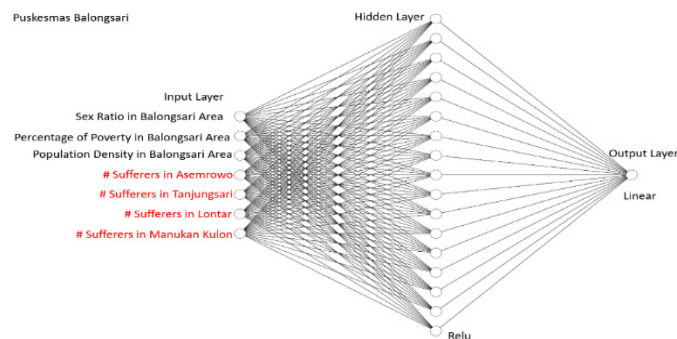 Puskesmas Balongsari
Hidden Layer
Input Layer
Sex Ratio in Balongsari Area
Percentage of Poverty in Balongsari Area
Population Density in Balongsari Area
# Sufferers in Asemrowo
# Sufferers in Tanjungsari
# Sufferers in Lontar
# Sufferers in Manukan Kulon
Output Layer
Linear
Relu